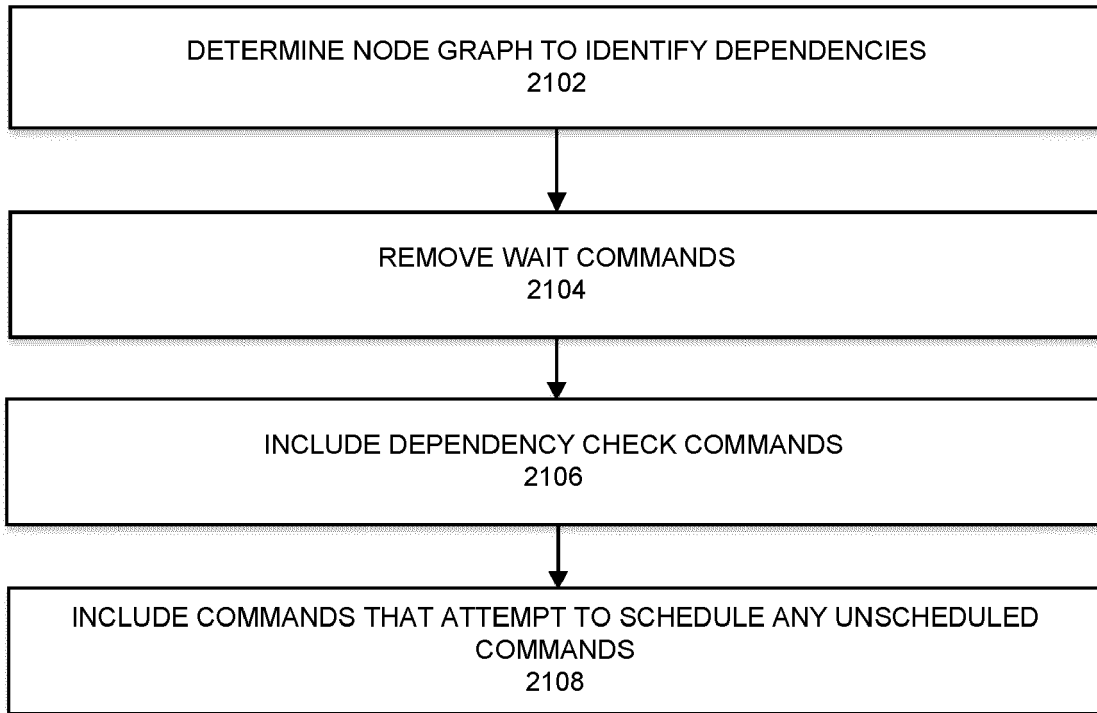 DETERMINE NODE GRAPH TO IDENTIFY DEPENDENCIES
2102
REMOVE WAIT COMMANDS
2104
INCLUDE DEPENDENCY CHECK COMMANDS
2106
INCLUDE COMMANDS THAT ATTEMPT TO SCHEDULE ANY UNSCHEDULED
COMMANDS
2108